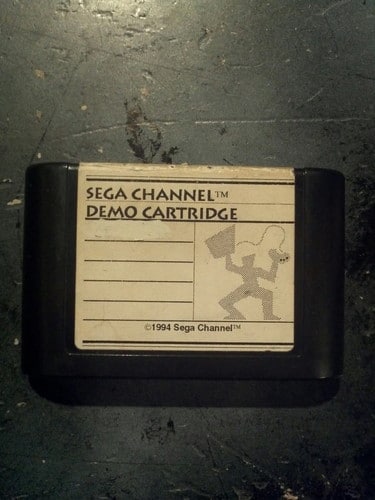 SEGA CHANNEL™
DEMO CARTRIDGE
©1994 Sega Channel™